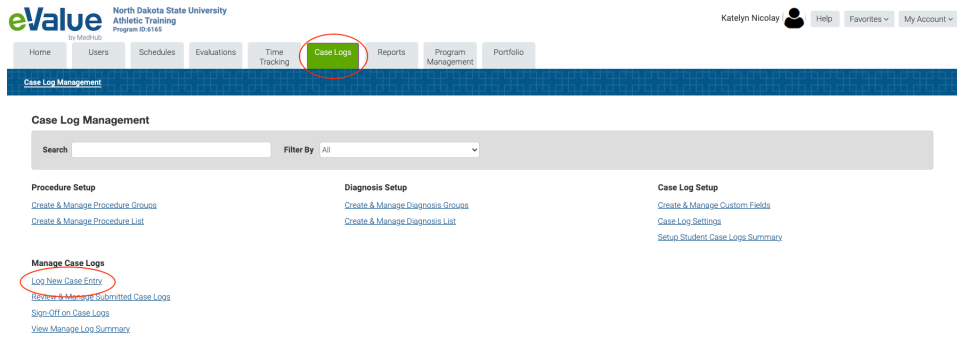 eValue
by MedHub
North Dakota State University
Athletic Training
Program ID:6165
Katelyn Nicolay
Help
Favorites
My Account
Home
Users
Schedules
Evaluations
Time
Tracking
Case Logs
Reports
Program
Management
Portfolio
Case Log Management
Case Log Management
Search
Filter By All
Procedure Setup
Create & Manage Procedure Groups
Create & Manage Procedure List
Diagnosis Setup
Create & Manage Diagnosis Groups
Create & Manage Diagnosis List
Case Log Setup
Create & Manage Custom Fields
Case Log Settings
Setup Student Case Logs Summary
Manage Case Logs
Log New Case Entry
Review & Manage Submitted Case Logs
Sign-Off on Case Logs
View Manage Log Summary